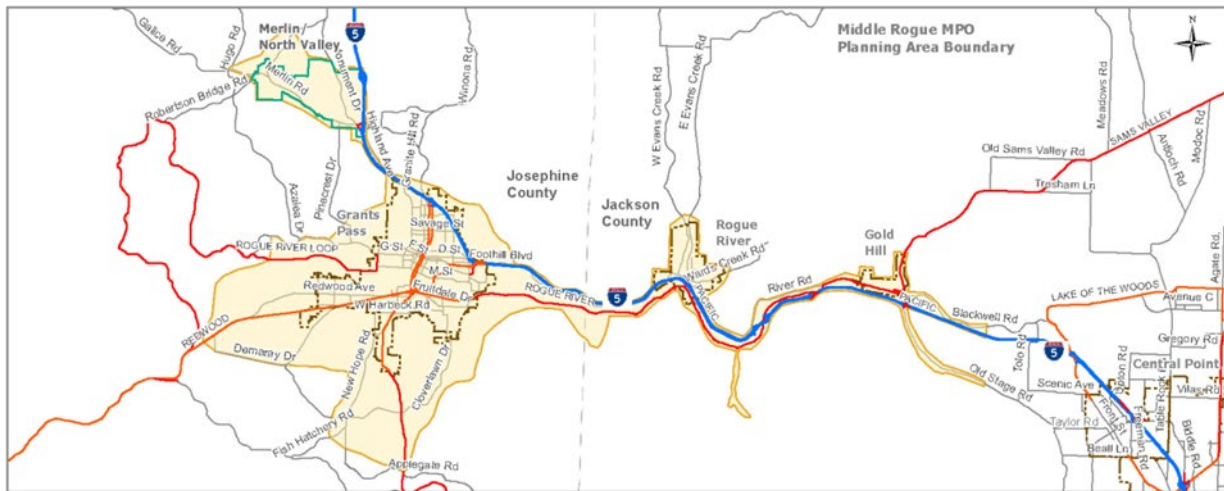 Middle Rogue MPO
Planning Area Boundary
N
Merlin/
North Valley
5
Galice Rd
Hugo Rd
Monument Dr
Merlin Rd
Winona Rd
Robertson Bridge Rd
Highland Ave
Granite Hill Rd
Azalea Dr
Pinecrest Dr
Josephine
County
Jackson
County
W Evans Creek Rd
E Evans Creek Rd
Meadows Rd
Antioch Rd
Modoc Rd
SAMS VALLEY
Old Sams Valley Rd
Tresham Ln
Grants
Pass
Savage St
G St
E St
D St
M St
Foothill Blvd
ROGUE RIVER LOOP
Redwood Ave
Fruitdale Dr
W Harbeck Rd
REDWOOD
ROGUE RIVER
5
Rogue
River
Wards Creek Rd
PACIFIC
River Rd
Gold
Hill
PACIFIC
Blackwell Rd
LAKE OF THE WOODS
Agate Rd
Avenue C
Gregory Rd
Tolo Rd
5
Central Point
Scenic Ave
Vilas Rd
Table Rock
Front St
Freeman Rd
Biddle Rd
Old Stage Rd
Taylor Rd
Beall Ln
Demaray Dr
New Hope Rd
Cloverlawn Dr
Fish Hatchery Rd
Applegate Rd